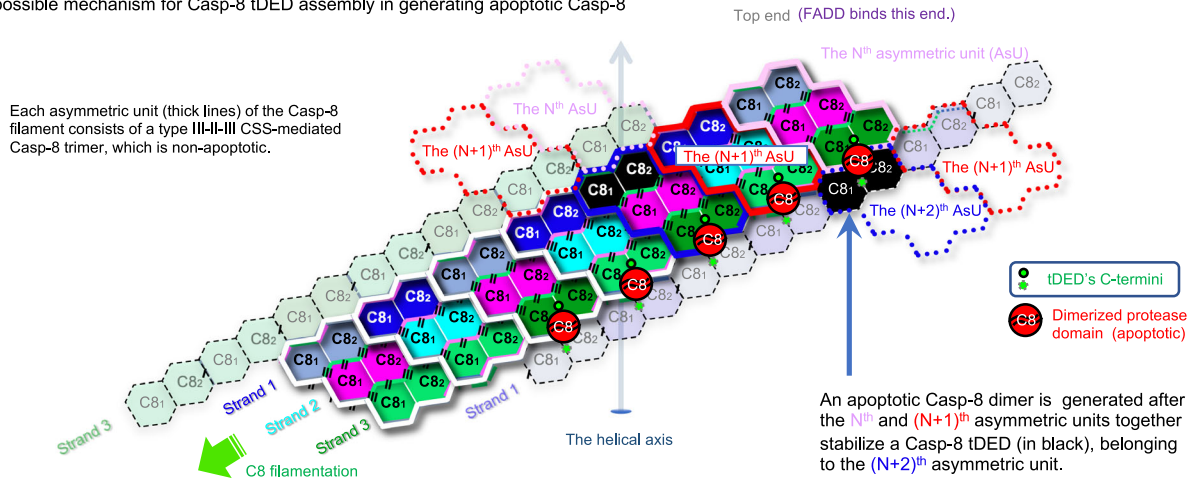 possible mechanism for Casp-8 tDED assembly in generating apoptotic Casp-8
Top end (FADD binds this end.)
The Nth asymmetric unit (AsU)
Each asymmetric unit (thick lines) of the Casp-8
filament consists of a type III-II-III CSS-mediated
Casp-8 trimer, which is non-apoptotic.
The Nth AsU
The (N+1)th AsU
The (N+1)th AsU
The (N+1)th AsU
The (N+2)th AsU
C81
C82
C8
tDED's C-termini
C8
Dimerized protease
domain (apoptotic)
Strand 3
Strand 1
Strand 2
Strand 3
Strand 1
C8 filamentation
The helical axis
An apoptotic Casp-8 dimer is generated after
the Nth and (N+1)th asymmetric units together
stabilize a Casp-8 tDED (in black), belonging
to the (N+2)th asymmetric unit.